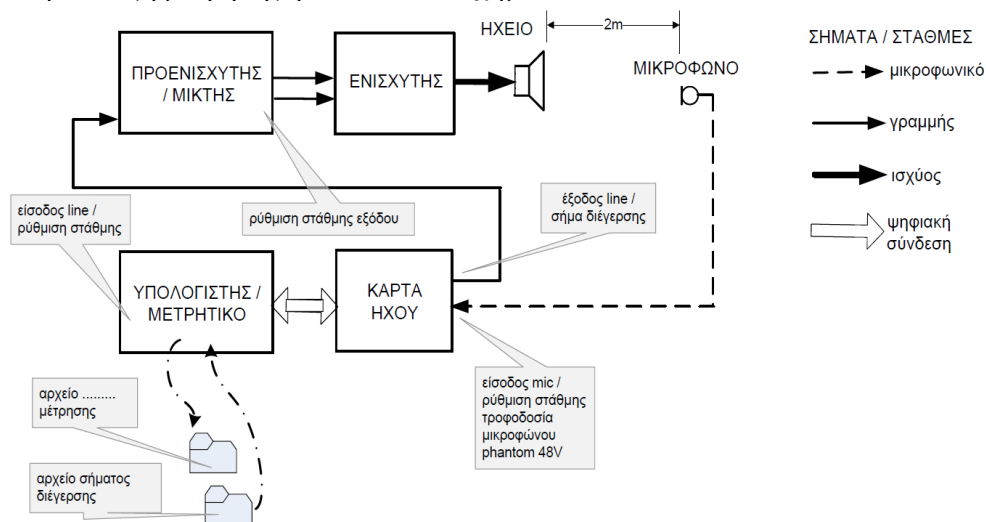 ΗΧΕΙΟ
2m
ΣΗΜΑΤΑ / ΣΤΑΘΜΕΣ
ΠΡΟΕΝΙΣΧΥΤΗΣ
/ ΜΙΚΤΗΣ
ΕΝΙΣΧΥΤΗΣ
ΜΙΚΡΟΦΩΝΟ
μικροφωνικό
γραμμής
ισχύος
ψηφιακή
σύνδεση
είσοδος line /
ρύθμιση στάθμης
ρύθμιση στάθμης εξόδου
έξοδος line /
σήμα διέγερσης
ΥΠΟΛΟΓΙΣΤΗΣ /
ΜΕΤΡΗΤΙΚΟ
ΚΑΡΤΑ
ΗΧΟΥ
είσοδος mic /
ρύθμιση στάθμης
τροφοδοσία
μικροφώνου
phantom 48V
αρχείο .........
μέτρησης
αρχείο σήματος
διέγερσης